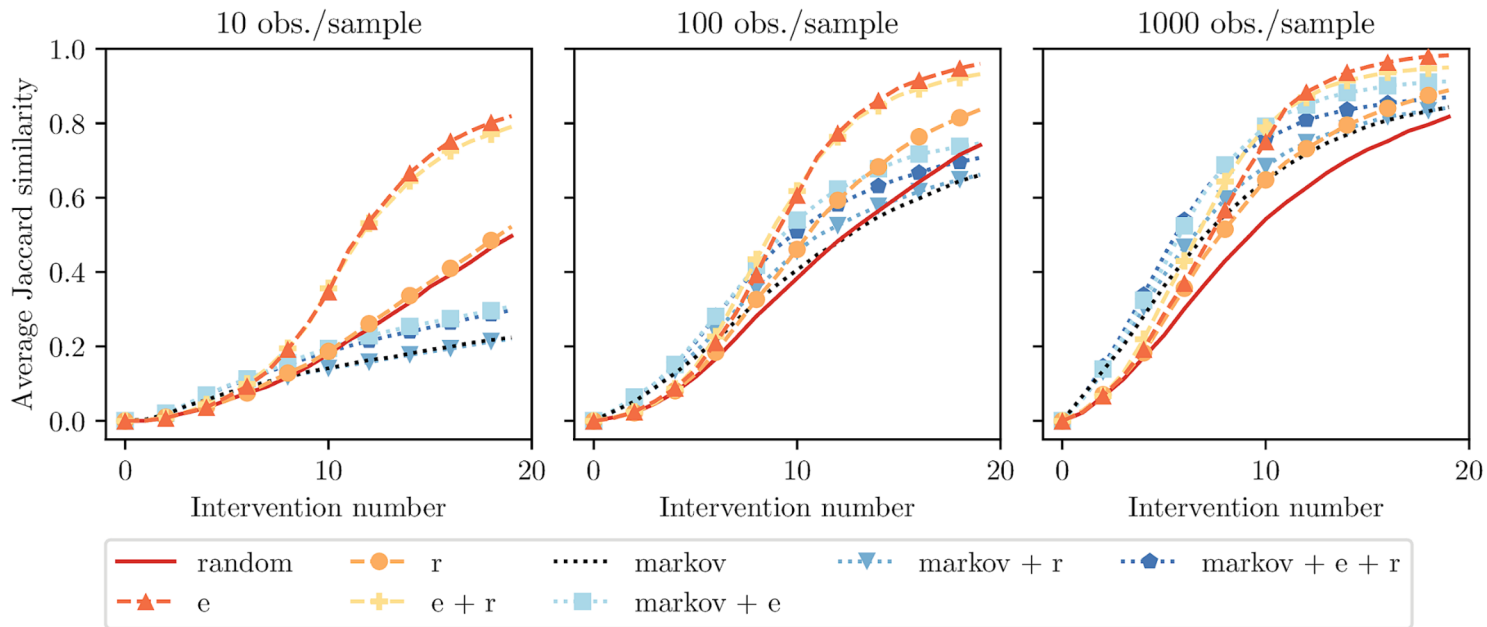 10 obs./sample
100 obs./sample
1000 obs./sample
Average Jaccard similarity
1.0
0.8
0.6
0.4
0.2
0.0
0 10 20
0 10 20
0 10 20
Intervention number
Intervention number
Intervention number
random r markov markov + r markov + e + r
e e + r markov + e